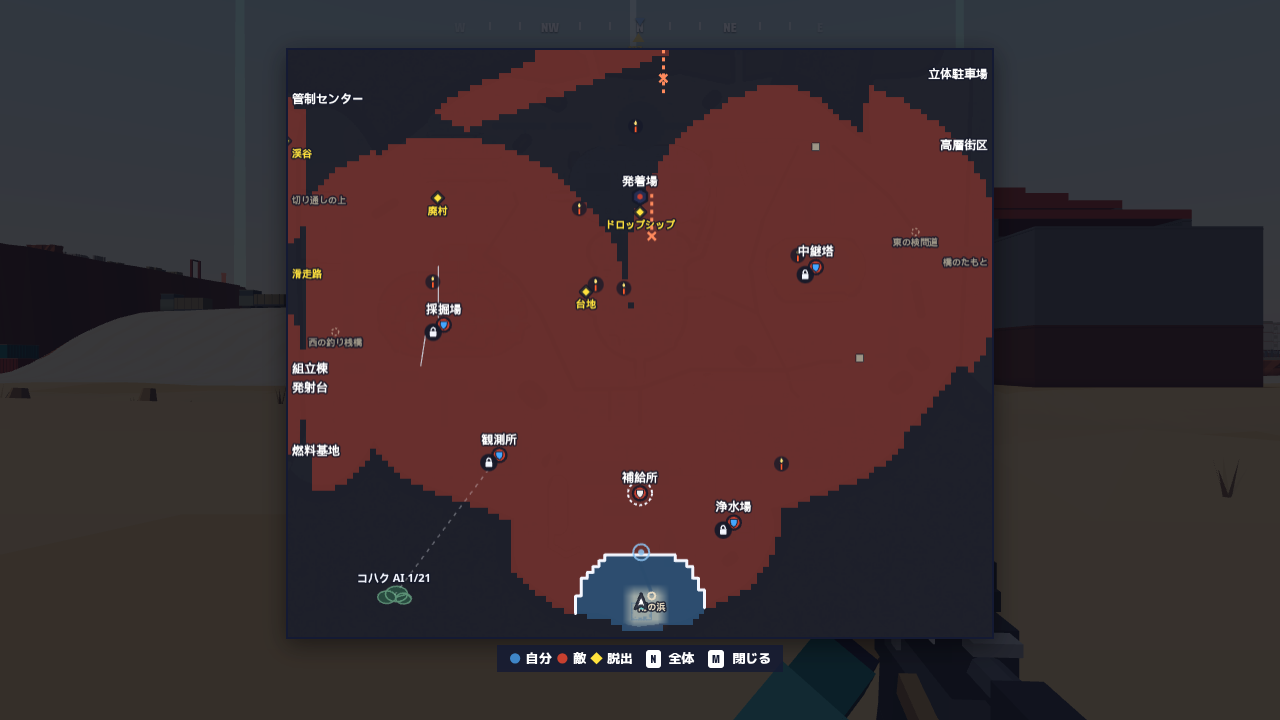 W NW N NE E
立体駐車場
管制センター
高層街区
渓谷
発着場
切り通しの上
廃村
ドロップシップ
東の検問退
中継塔
橋のたもと
滑走路
台地
採掘場
西の釣り桟橋
組立棟
発射台
観測所
燃料基地
補給所
浄水場
コハク AI 1/21
の浜
自分 敵 脱出 N 全体 M 閉じる